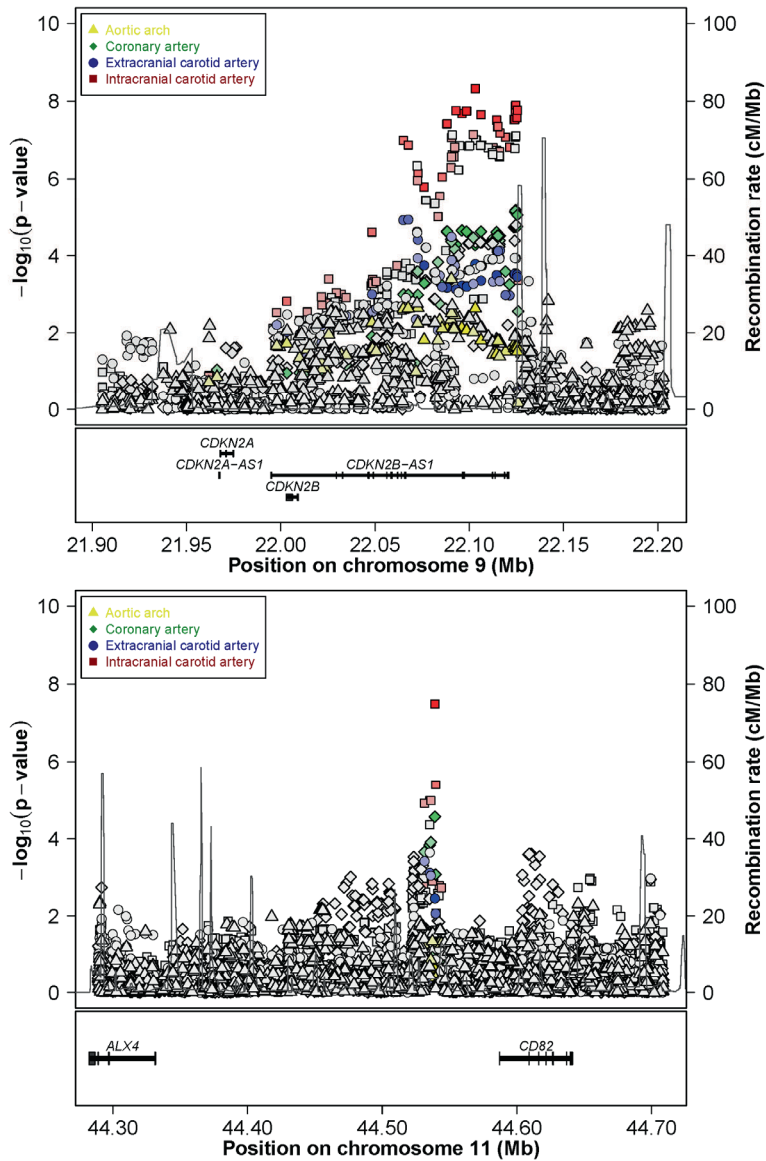 Aortic arch
Coronary artery
Extracranial carotid artery
Intracranial carotid artery
10
8
6
4
2
0
−log10(p−value)
100
80
60
40
20
0
Recombination rate (cM/Mb)
CDKN2A
CDKN2A−AS1
CDKN2B−AS1
CDKN2B
21.90 21.95 22.00 22.05 22.10 22.15 22.20
Position on chromosome 9 (Mb)
Aortic arch
Coronary artery
Extracranial carotid artery
Intracranial carotid artery
10
8
6
4
2
0
−log10(p−value)
100
80
60
40
20
0
Recombination rate (cM/Mb)
ALX4 CD82
44.30 44.40 44.50 44.60 44.70
Position on chromosome 11 (Mb)